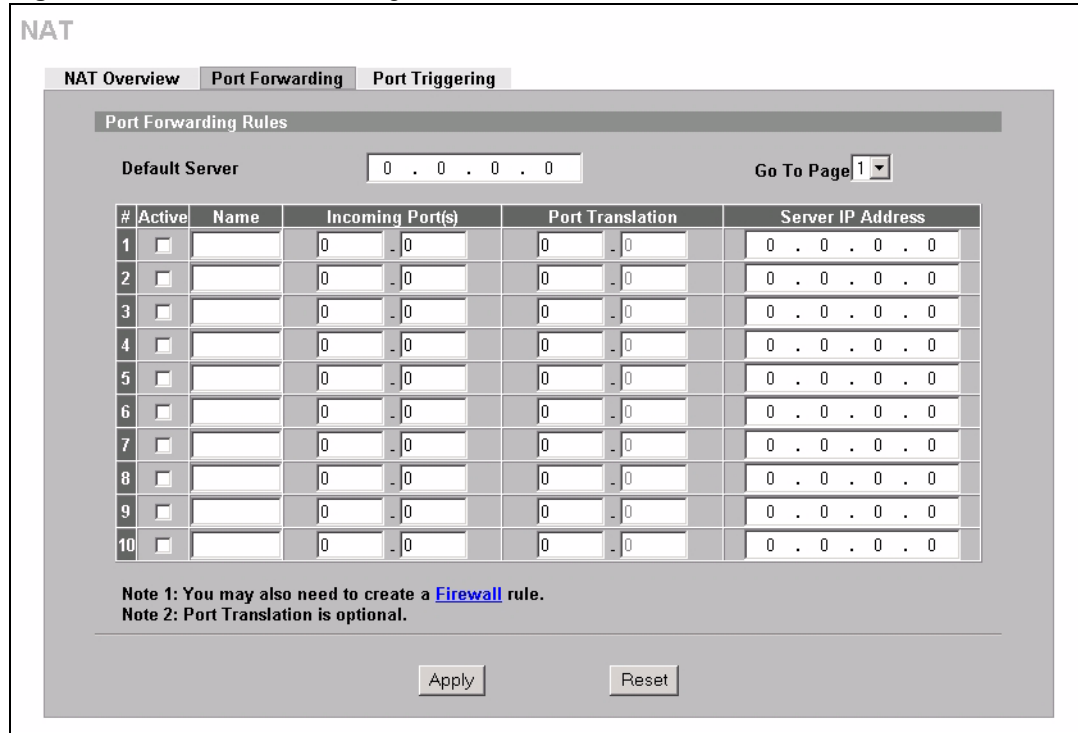 NAT
NAT Overview Port Forwarding Port Triggering
Port Forwarding Rules
Default Server 0 . 0 . 0 . 0 Go To Page 1
# Active Name Incoming Port(s) Port Translation Server IP Address
1 0 - 0 0 - 0 0 . 0 . 0 . 0
2 0 - 0 0 - 0 0 . 0 . 0 . 0
3 0 - 0 0 - 0 0 . 0 . 0 . 0
4 0 - 0 0 - 0 0 . 0 . 0 . 0
5 0 - 0 0 - 0 0 . 0 . 0 . 0
6 0 - 0 0 - 0 0 . 0 . 0 . 0
7 0 - 0 0 - 0 0 . 0 . 0 . 0
8 0 - 0 0 - 0 0 . 0 . 0 . 0
9 0 - 0 0 - 0 0 . 0 . 0 . 0
10 0 - 0 0 - 0 0 . 0 . 0 . 0
Note 1: You may also need to create a Firewall rule.
Note 2: Port Translation is optional.
Apply Reset